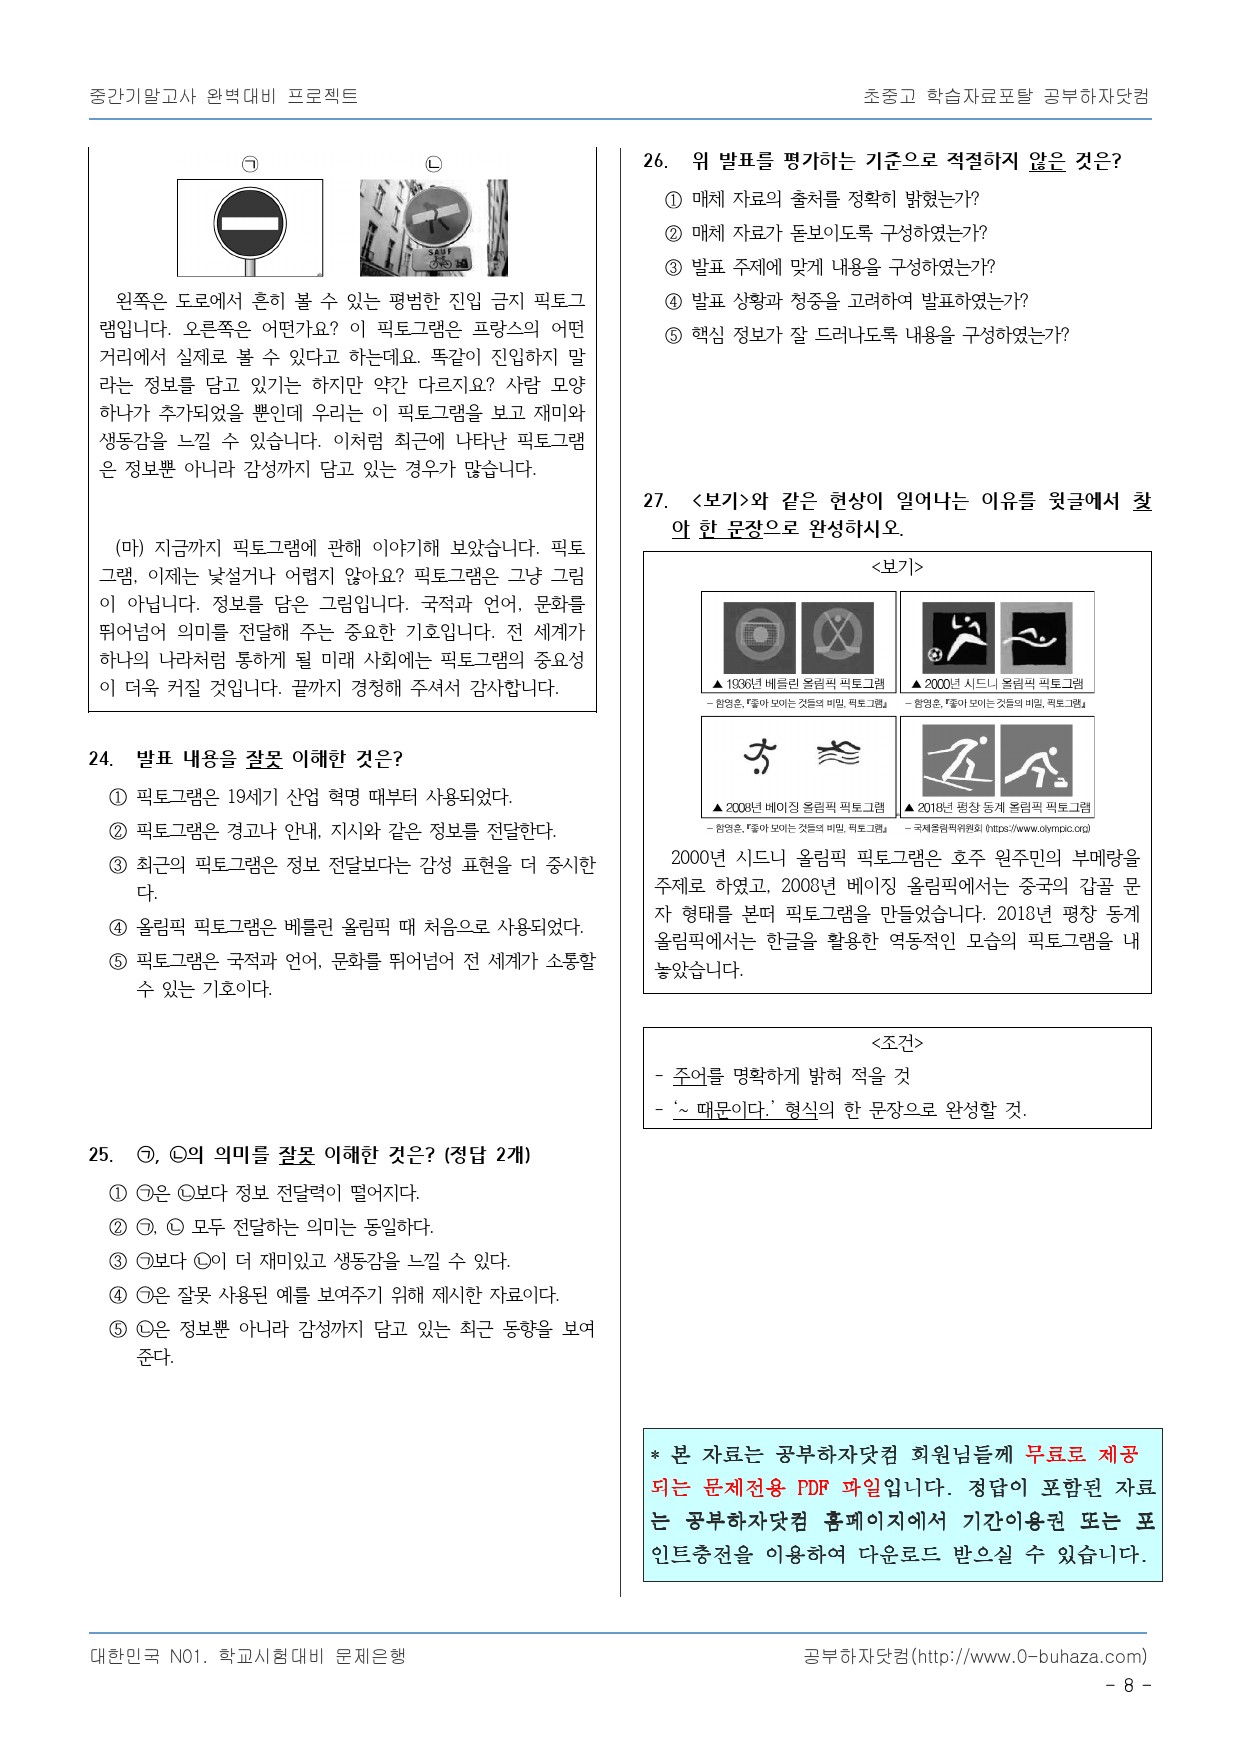 중간기말고사 완벽대비 프로젝트
초중고 학습자료포탈 공부하자닷컴
㉠ ㉡
SAUF
왼쪽은 도로에서 흔히 볼 수 있는 평범한 진입 금지 픽토그
램입니다. 오른쪽은 어떤가요? 이 픽토그램은 프랑스의 어떤
거리에서 실제로 볼 수 있다고 하는데요. 똑같이 진입하지 말
라는 정보를 담고 있기는 하지만 약간 다르지요? 사람 모양
하나가 추가되었을 뿐인데 우리는 이 픽토그램을 보고 재미와
생동감을 느낄 수 있습니다. 이처럼 최근에 나타난 픽토그램
은 정보뿐 아니라 감성까지 담고 있는 경우가 많습니다.
(마) 지금까지 픽토그램에 관해 이야기해 보았습니다. 픽토
그램, 이제는 낯설거나 어렵지 않아요? 픽토그램은 그냥 그림
이 아닙니다. 정보를 담은 그림입니다. 국적과 언어, 문화를
뛰어넘어 의미를 전달해 주는 중요한 기호입니다. 전 세계가
하나의 나라처럼 통하게 될 미래 사회에는 픽토그램의 중요성
이 더욱 커질 것입니다. 끝까지 경청해 주셔서 감사합니다.
24. 발표 내용을 잘못 이해한 것은?
① 픽토그램은 19세기 산업 혁명 때부터 사용되었다.
② 픽토그램은 경고나 안내, 지시와 같은 정보를 전달한다.
③ 최근의 픽토그램은 정보 전달보다는 감성 표현을 더 중시한
다.
④ 올림픽 픽토그램은 베를린 올림픽 때 처음으로 사용되었다.
⑤ 픽토그램은 국적과 언어, 문화를 뛰어넘어 전 세계가 소통할
수 있는 기호이다.
25. ㉠, ㉡의 의미를 잘못 이해한 것은? (정답 2개)
① ㉠은 ㉡보다 정보 전달력이 떨어지다.
② ㉠, ㉡ 모두 전달하는 의미는 동일하다.
③ ㉠보다 ㉡이 더 재미있고 생동감을 느낄 수 있다.
④ ㉠은 잘못 사용된 예를 보여주기 위해 제시한 자료이다.
⑤ ㉡은 정보뿐 아니라 감성까지 담고 있는 최근 동향을 보여
준다.
26. 위 발표를 평가하는 기준으로 적절하지 않은 것은?
① 매체 자료의 출처를 정확히 밝혔는가?
② 매체 자료가 돋보이도록 구성하였는가?
③ 발표 주제에 맞게 내용을 구성하였는가?
④ 발표 상황과 청중을 고려하여 발표하였는가?
⑤ 핵심 정보가 잘 드러나도록 내용을 구성하였는가?
27. <보기>와 같은 현상이 일어나는 이유를 윗글에서 찾
아 한 문장으로 완성하시오.
<보기>
▲ 1936년 베를린 올림픽 픽토그램 ▲ 2000년 시드니 올림픽 픽토그램
– 함영훈, 『좋아 보이는 것들의 비밀, 픽토그램』 – 함영훈, 『좋아 보이는 것들의 비밀, 픽토그램』
▲ 2008년 베이징 올림픽 픽토그램 ▲ 2018년 평창 동계 올림픽 픽토그램
– 함영훈, 『좋아 보이는 것들의 비밀, 픽토그램』 – 국제올림픽위원회 (https://www.olympic.org)
2000년 시드니 올림픽 픽토그램은 호주 원주민의 부메랑을
주제로 하였고, 2008년 베이징 올림픽에서는 중국의 갑골 문
자 형태를 본떠 픽토그램을 만들었습니다. 2018년 평창 동계
올림픽에서는 한글을 활용한 역동적인 모습의 픽토그램을 내
놓았습니다.
<조건>
- 주어를 명확하게 밝혀 적을 것
- ‘~ 때문이다.’ 형식의 한 문장으로 완성할 것.
* 본 자료는 공부하자닷컴 회원님들께 무료로 제공
되는 문제전용 PDF 파일입니다. 정답이 포함된 자료
는 공부하자닷컴 홈페이지에서 기간이용권 또는 포
인트충전을 이용하여 다운로드 받으실 수 있습니다.
대한민국 N01. 학교시험대비 문제은행
공부하자닷컴(http://www.0-buhaza.com)
- 8 -